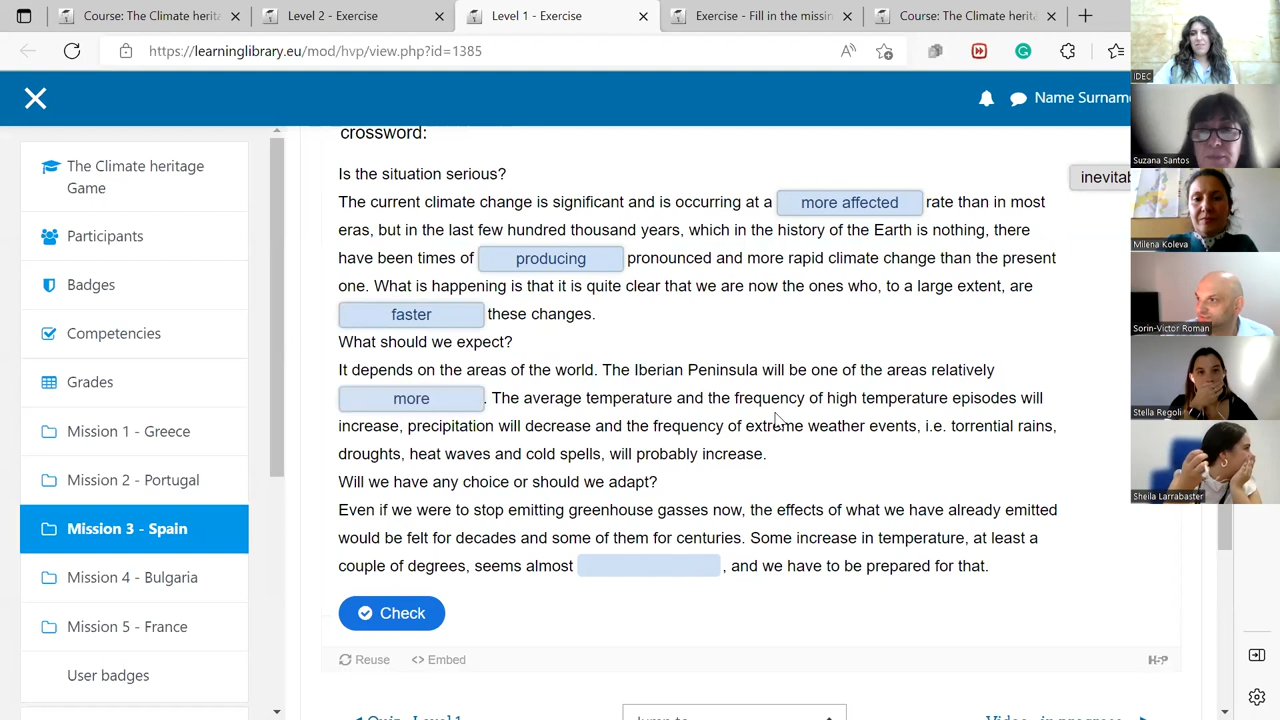 Course: The Climate herita
Level 2 - Exercise
Level 1 - Exercise
Exercise - Fill in the missin
Course: The Climate herita
https://learninglibrary.eu/mod/hvp/view.php?id=1385
Name Surname
The Climate heritage
Game
Participants
Badges
Competencies
Grades
Mission 1 - Greece
Mission 2 - Portugal
Mission 3 - Spain
Mission 4 - Bulgaria
Mission 5 - France
User badges
crossword:
Is the situation serious?
The current climate change is significant and is occurring at a more affected rate than in most
eras, but in the last few hundred thousand years, which in the history of the Earth is nothing, there
have been times of producing pronounced and more rapid climate change than the present
one. What is happening is that it is quite clear that we are now the ones who, to a large extent, are
faster these changes.
What should we expect?
It depends on the areas of the world. The Iberian Peninsula will be one of the areas relatively
more . The average temperature and the frequency of high temperature episodes will
increase, precipitation will decrease and the frequency of extreme weather events, i.e. torrential rains,
droughts, heat waves and cold spells, will probably increase.
Will we have any choice or should we adapt?
Even if we were to stop emitting greenhouse gasses now, the effects of what we have already emitted
would be felt for decades and some of them for centuries. Some increase in temperature, at least a
couple of degrees, seems almost , and we have to be prepared for that.
inevitab
Check
Reuse
<> Embed
H-P
Quiz - Level 1
Jump to
Video - in progress
IDEC
Suzana Santos
Milena Koleva
Sorin-Victor Roman
Stella Regoli
Sheila Larrabaster